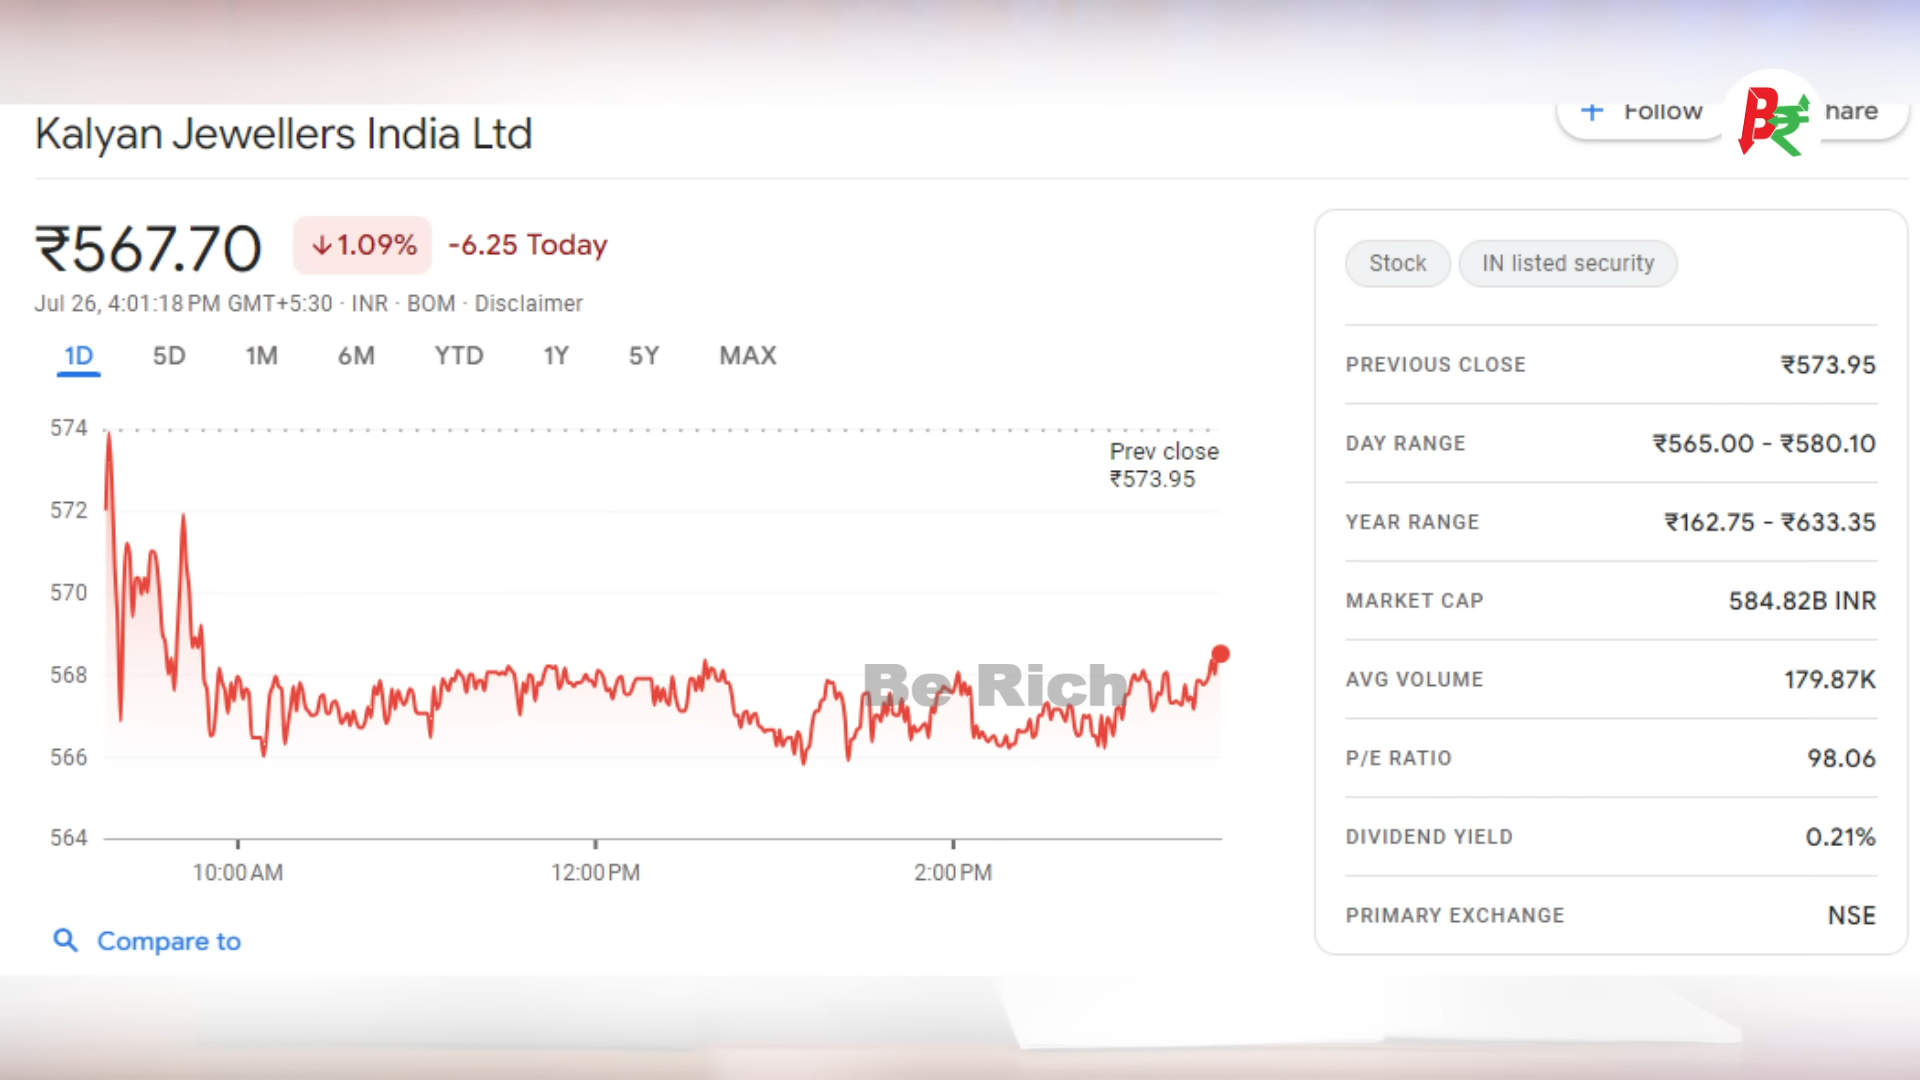 Kalyan Jewellers India Ltd
+ Follow
hare
₹567.70 ↓1.09% -6.25 Today
Jul 26, 4:01:18 PM GMT+5:30 · INR · BOM · Disclaimer
1D 5D 1M 6M YTD 1Y 5Y MAX
574
572
570
568
566
564
Prev close
₹573.95
Be Rich
10:00 AM 12:00 PM 2:00 PM
Compare to
Stock IN listed security
PREVIOUS CLOSE ₹573.95
DAY RANGE ₹565.00 - ₹580.10
YEAR RANGE ₹162.75 - ₹633.35
MARKET CAP 584.82B INR
AVG VOLUME 179.87K
P/E RATIO 98.06
DIVIDEND YIELD 0.21%
PRIMARY EXCHANGE NSE